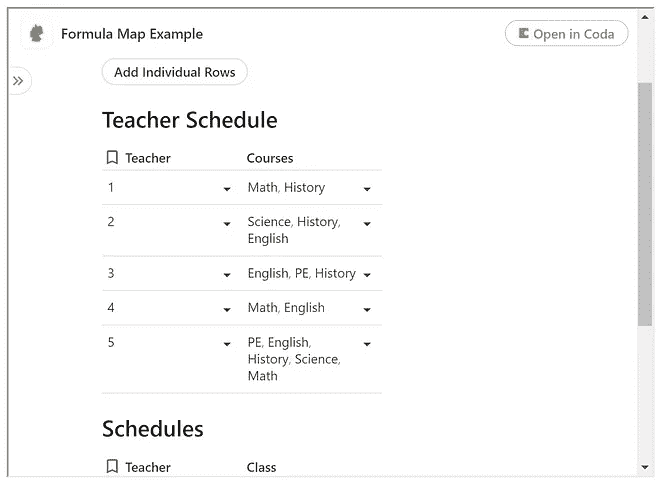 Formula Map Example
Open in Coda
Add Individual Rows
Teacher Schedule
Teacher Courses
1 Math, History
2 Science, History,
English
3 English, PE, History
4 Math, English
5 PE, English,
History, Science,
Math
Schedules
Teacher Class